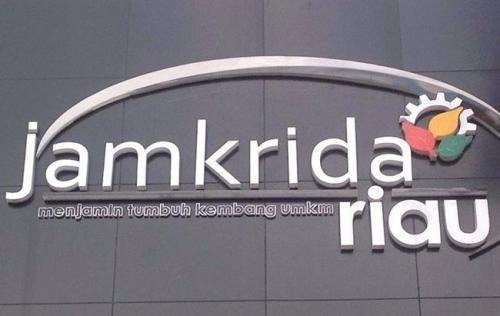 jamkrida
menjamin tumbuh kembang umkm
riau